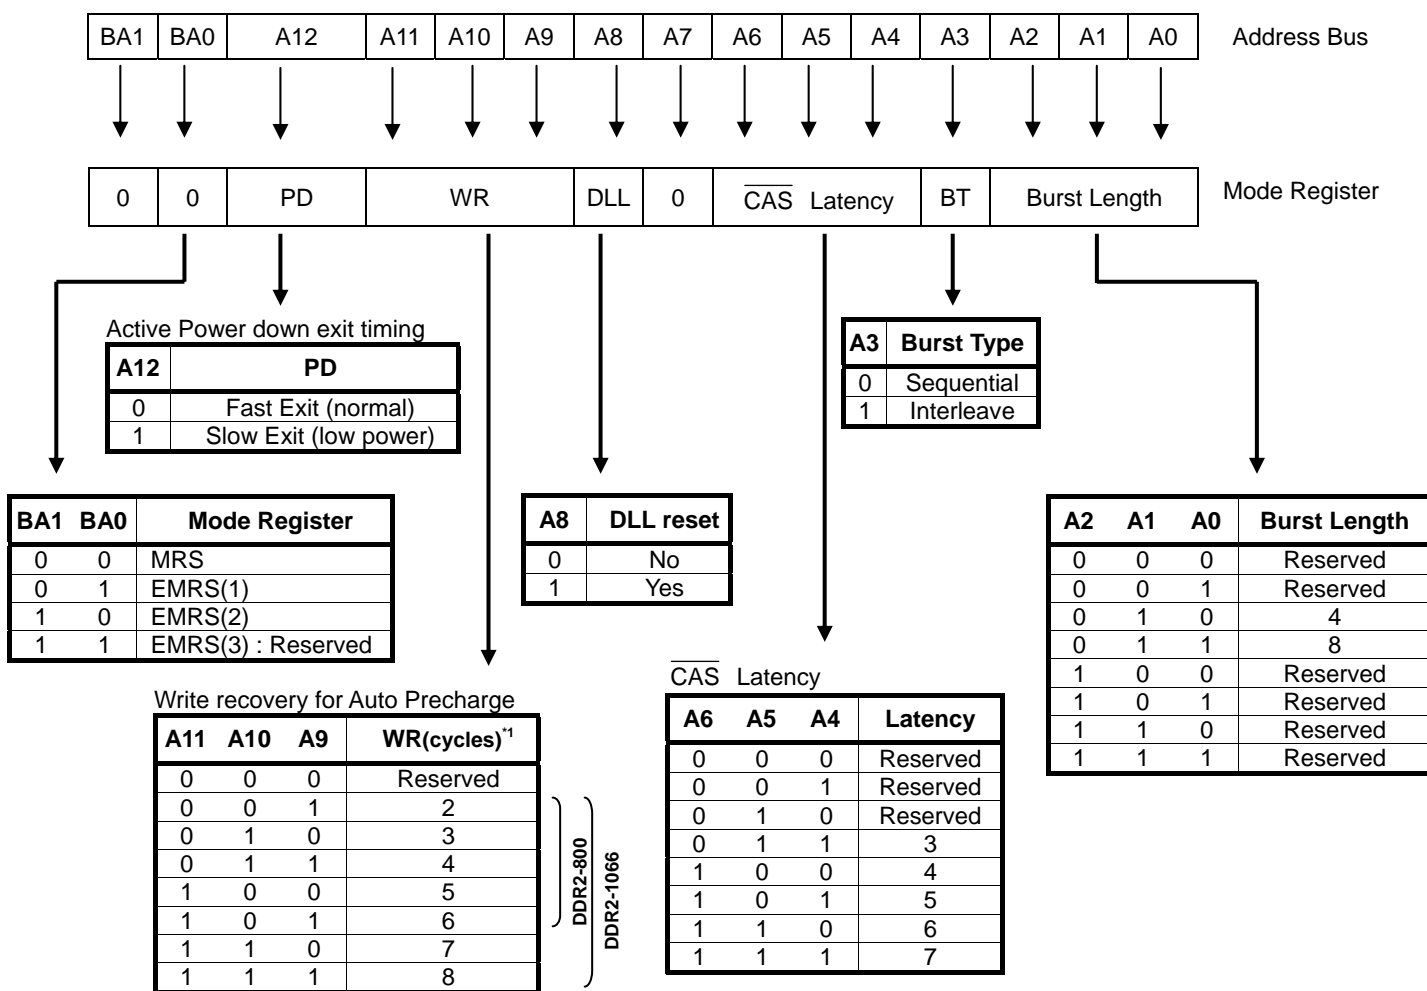 BA1 BA0 A12 A11 A10 A9 A8 A7 A6 A5 A4 A3 A2 A1 A0 Address Bus
0 0 PD WR DLL 0 CAS Latency BT Burst Length Mode Register
Active Power down exit timing
A12 PD
0 Fast Exit (normal)
1 Slow Exit (low power)
A3 Burst Type
0 Sequential
1 Interleave
BA1 BA0 Mode Register
0 0 MRS
0 1 EMRS(1)
1 0 EMRS(2)
1 1 EMRS(3) : Reserved
A8 DLL reset
0 No
1 Yes
A2 A1 A0 Burst Length
0 0 0 Reserved
0 0 1 Reserved
0 1 0 4
0 1 1 8
1 0 0 Reserved
1 0 1 Reserved
1 1 0 Reserved
1 1 1 Reserved
Write recovery for Auto Precharge
A11 A10 A9 WR(cycles)*1
0 0 0 Reserved
0 0 1 2
0 1 0 3
0 1 1 4
1 0 0 5
1 0 1 6
1 1 0 7
1 1 1 8
DDR2-800
DDR2-1066
CAS Latency
A6 A5 A4 Latency
0 0 0 Reserved
0 0 1 Reserved
0 1 0 Reserved
0 1 1 3
1 0 0 4
1 0 1 5
1 1 0 6
1 1 1 7